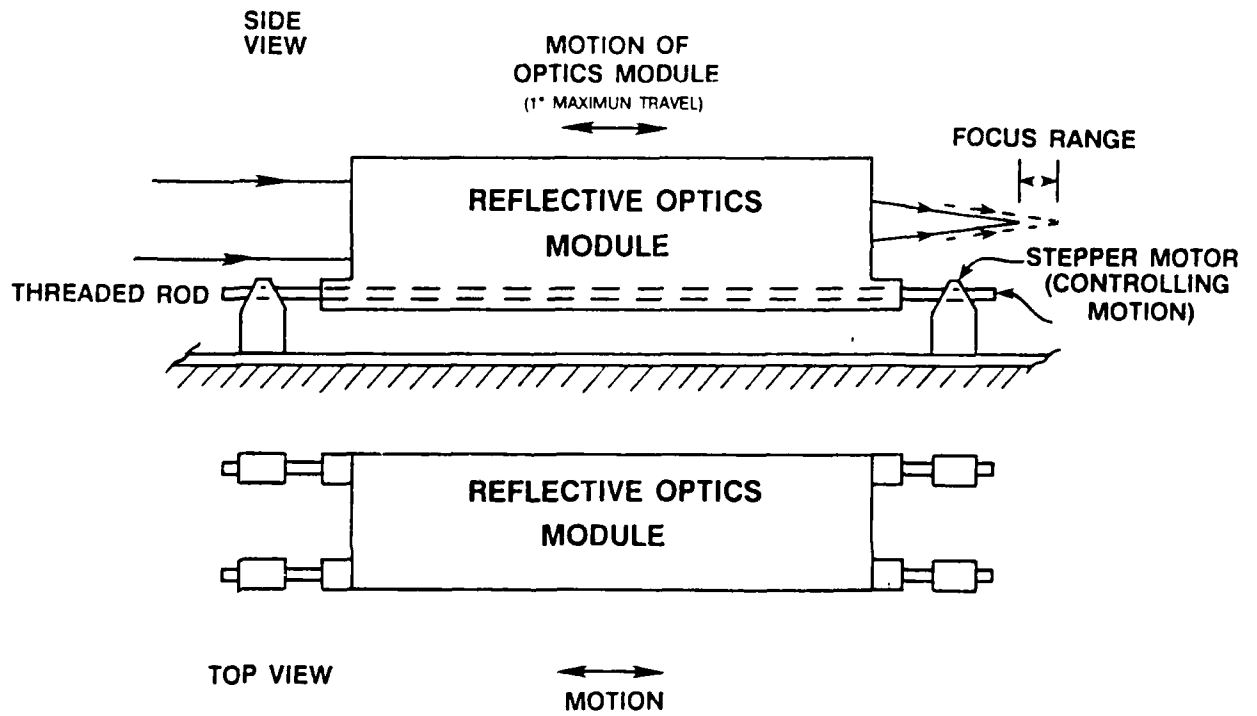 SIDE
VIEW
MOTION OF
OPTICS MODULE
(1" MAXIMUN TRAVEL)
FOCUS RANGE
REFLECTIVE OPTICS
MODULE
STEPPER MOTOR
(CONTROLLING
MOTION)
THREADED ROD
REFLECTIVE OPTICS
MODULE
TOP VIEW
MOTION